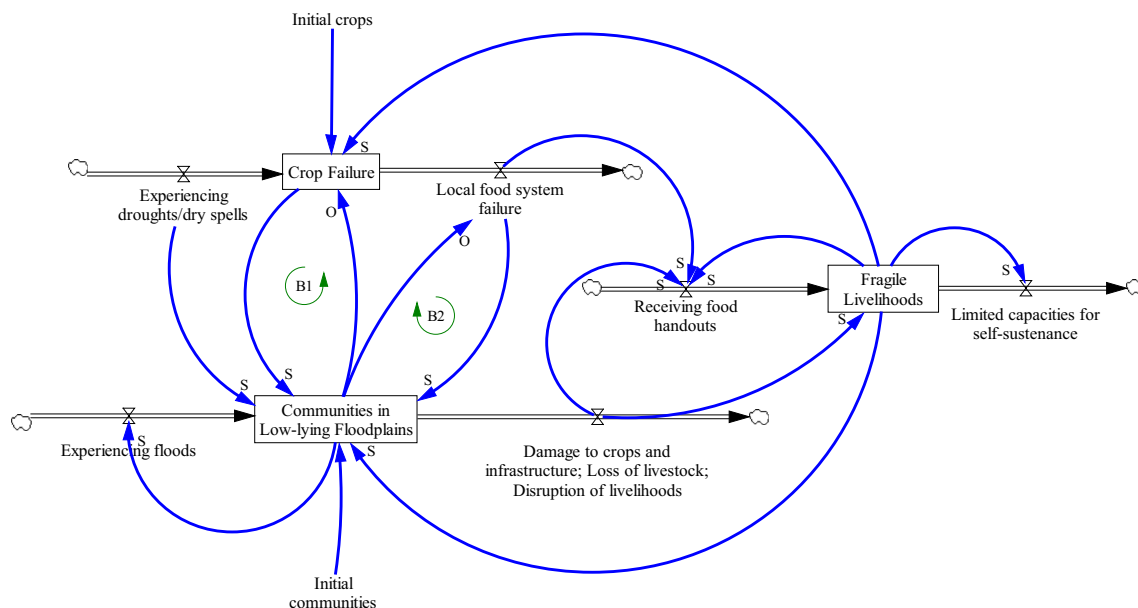 Initial crops
S
Crop Failure
Experiencing
droughts/dry spells
Local food system
failure
O
O
B1
B2
S
S
S
S
Fragile
Livelihoods
S
Receiving food
handouts
Limited capacities for
self-sustenance
S
S
S
S
Communities in
Low-lying Floodplains
S
Experiencing floods
S
Damage to crops and
infrastructure; Loss of livestock;
Disruption of livelihoods
Initial
communities